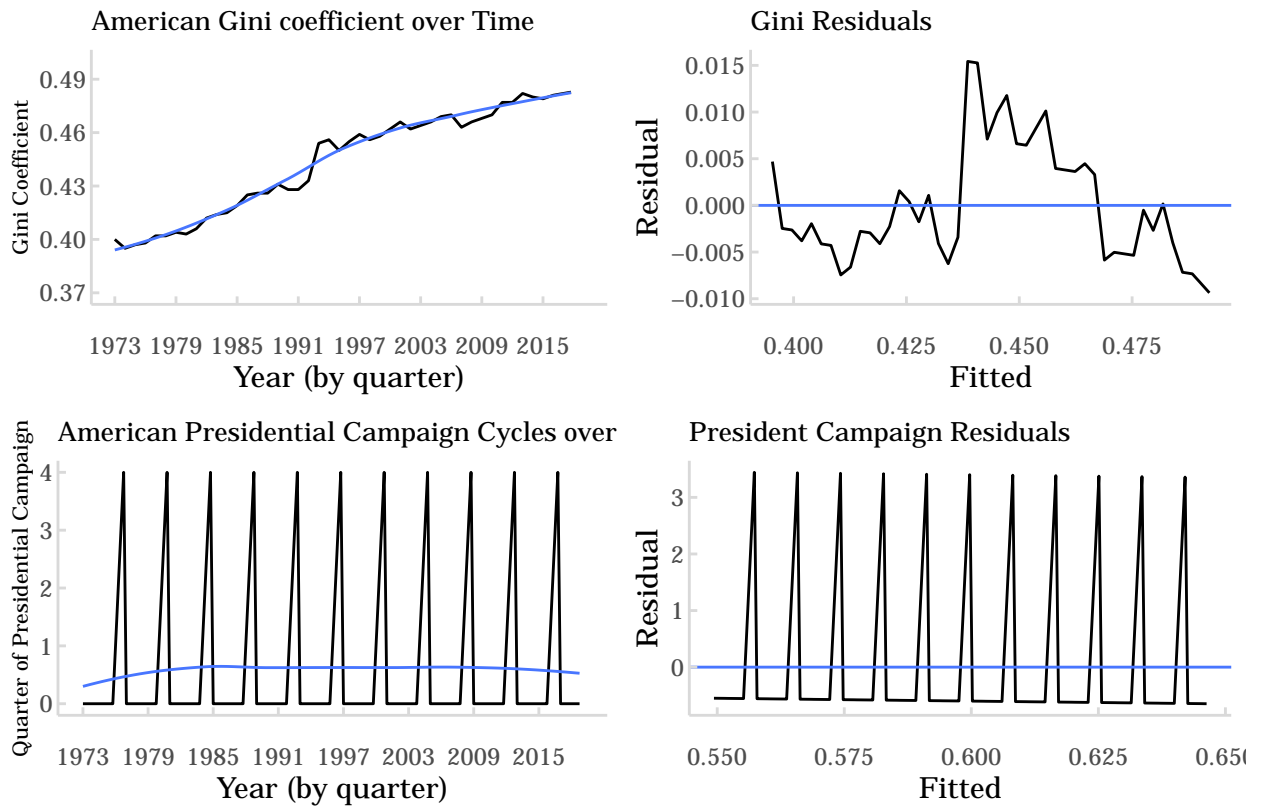 American Gini coefficient over Time
Gini Coefficient
0.49
0.46
0.43
0.40
0.37
1973 1979 1985 1991 1997 2003 2009 2015
Year (by quarter)
Gini Residuals
Residual
0.015
0.010
0.005
0.000
−0.005
−0.010
0.400 0.425 0.450 0.475
Fitted
American Presidential Campaign Cycles over
Quarter of Presidential Campaign
4
3
2
1
0
1973 1979 1985 1991 1997 2003 2009 2015
Year (by quarter)
President Campaign Residuals
Residual
3
2
1
0
0.550 0.575 0.600 0.625 0.650
Fitted